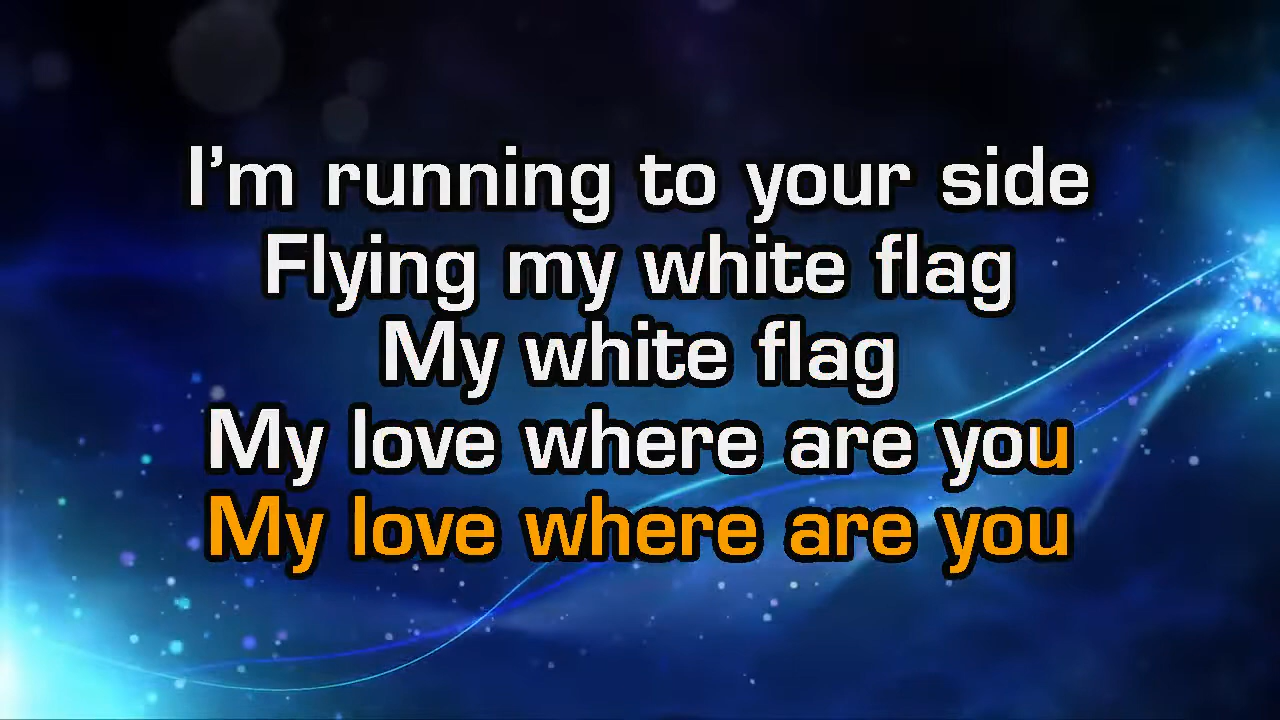 I'm running to your side
Flying my white flag
My white flag
My love where are you
My love where are you